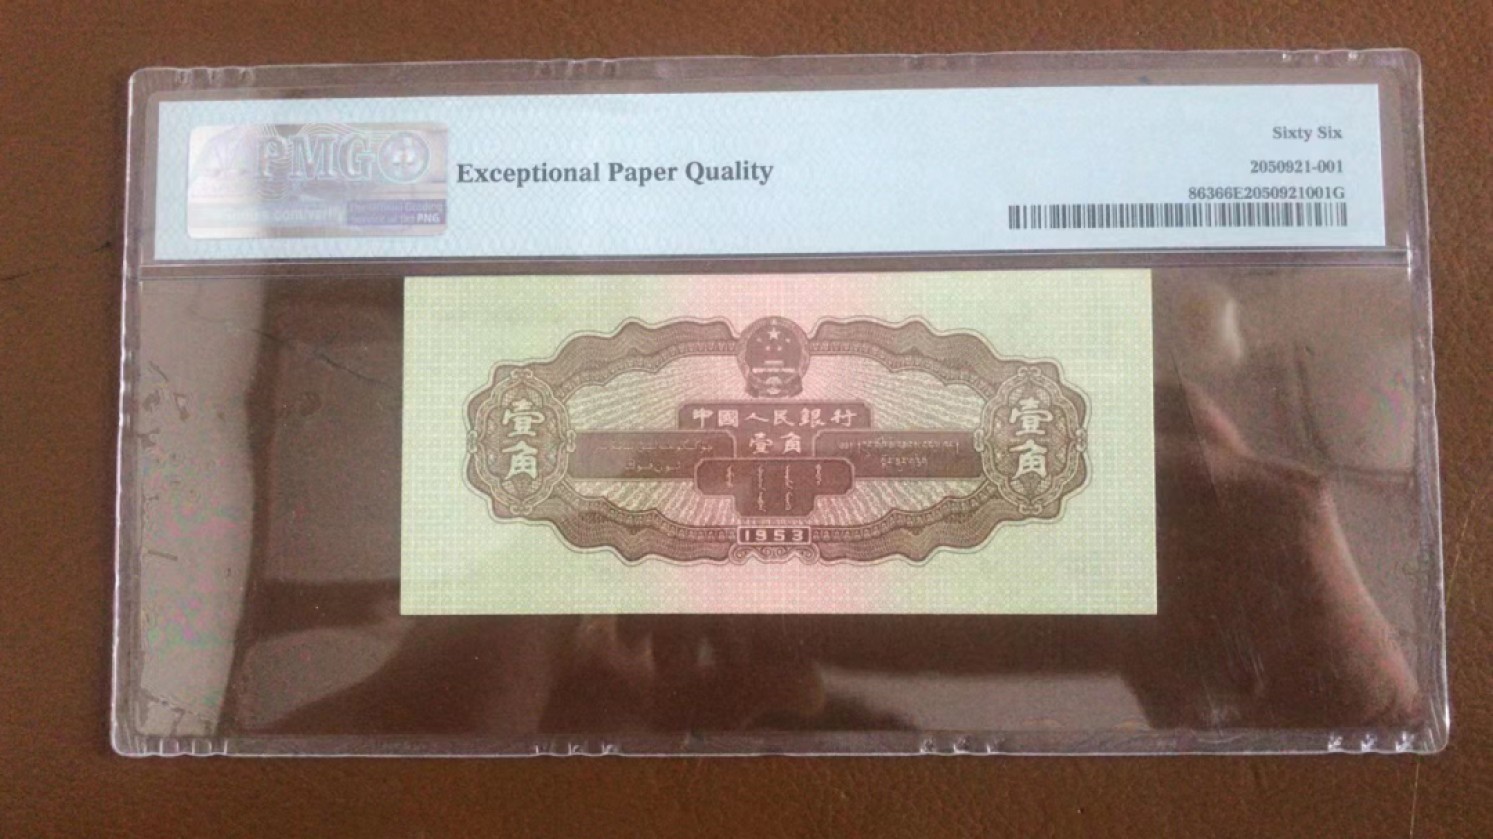 PMG
Exceptional Paper Quality
Sixty Six
2050921-001
86366E2050921001G
PNG
中國人民銀行
壹角
壹角
壹角
1953